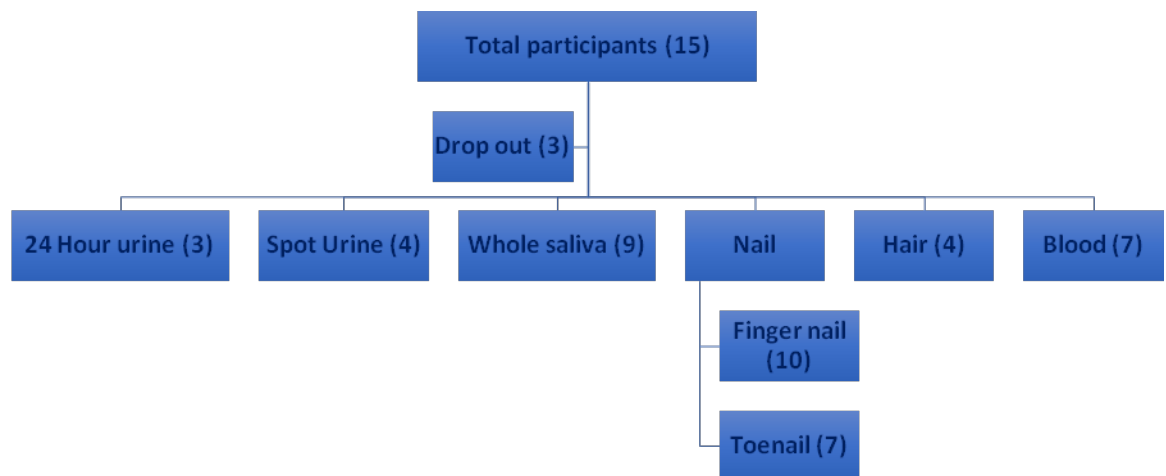 Total participants (15)
Drop out (3)
24 Hour urine (3)
Spot Urine (4)
Whole saliva (9)
Nail
Hair (4)
Blood (7)
Finger nail
(10)
Toenail (7)